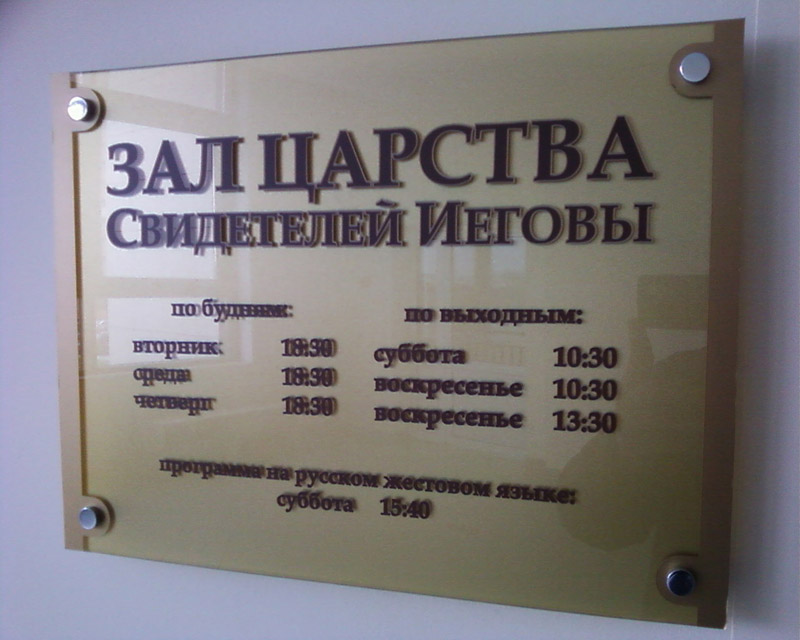 ЗАЛ ЦАРСТВА
СВИДЕТЕЛЕЙ ИЕГОВЫ
по будням: по выходным:
вторник: 18:30 суббота 10:30
среда: 18:30 воскресенье 10:30
четверг 18:30 воскресенье 13:30
программа на русском жестовом языке:
суббота 15:40